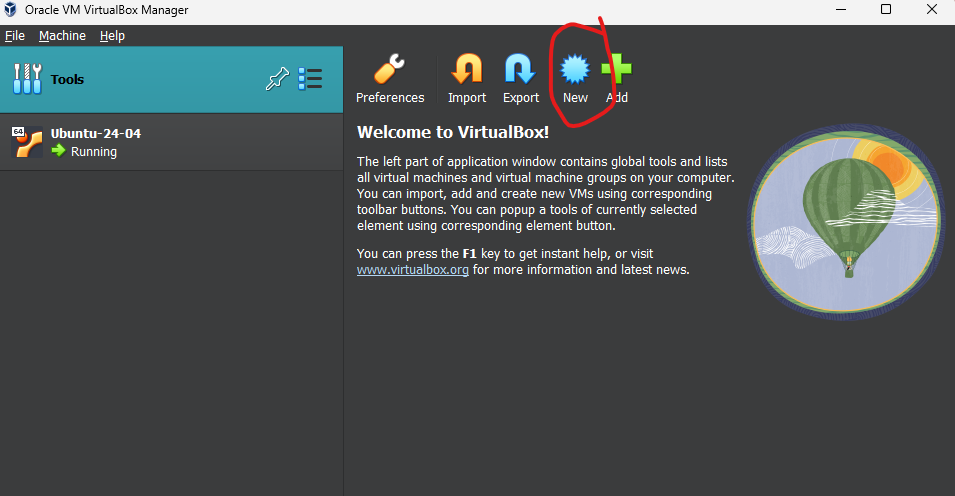 Oracle VM VirtualBox Manager
File Machine Help
Tools
Preferences Import Export New Add
64 Ubuntu-24-04
Running
Welcome to VirtualBox!
The left part of application window contains global tools and lists
all virtual machines and virtual machine groups on your computer.
You can import, add and create new VMs using corresponding
toolbar buttons. You can popup a tools of currently selected
element using corresponding element button.
You can press the F1 key to get instant help, or visit
www.virtualbox.org for more information and latest news.